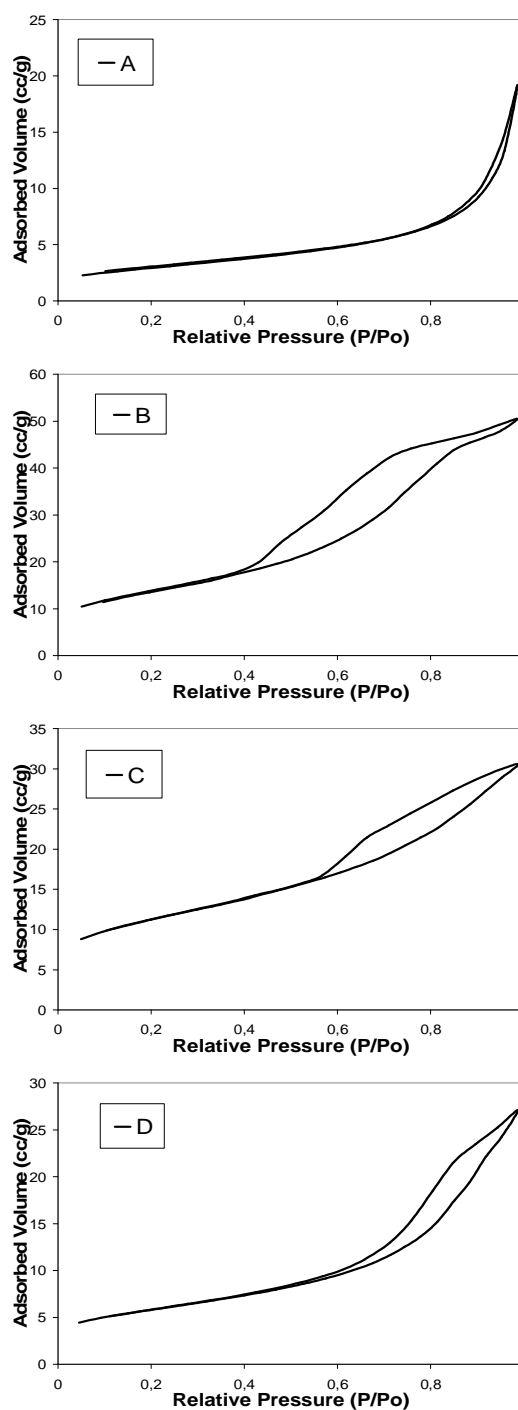 25
20
15
10
5
0
Adsorbed Volume (cc/g)
A
0 0,2 0,4 0,6 0,8
Relative Pressure (P/Po)
60
50
40
30
20
10
0
Adsorbed Volume (cc/g)
B
0 0,2 0,4 0,6 0,8
Relative Pressure (P/Po)
35
30
25
20
15
10
5
0
Adsorbed Volume (cc/g)
C
0 0,2 0,4 0,6 0,8
Relative Pressure (P/Po)
30
25
20
15
10
5
0
Adsorbed Volume (cc/g)
D
0 0,2 0,4 0,6 0,8
Relative Pressure (P/Po)